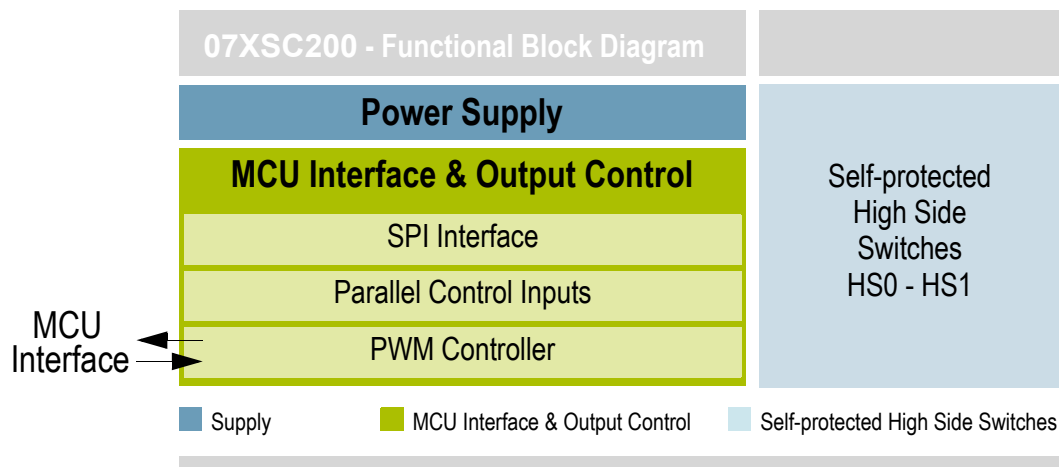 07XSC200 - Functional Block Diagram
Power Supply
MCU Interface & Output Control
SPI Interface
Parallel Control Inputs
PWM Controller
MCU
Interface
Self-protected
High Side
Switches
HS0 - HS1
Supply
MCU Interface & Output Control
Self-protected High Side Switches